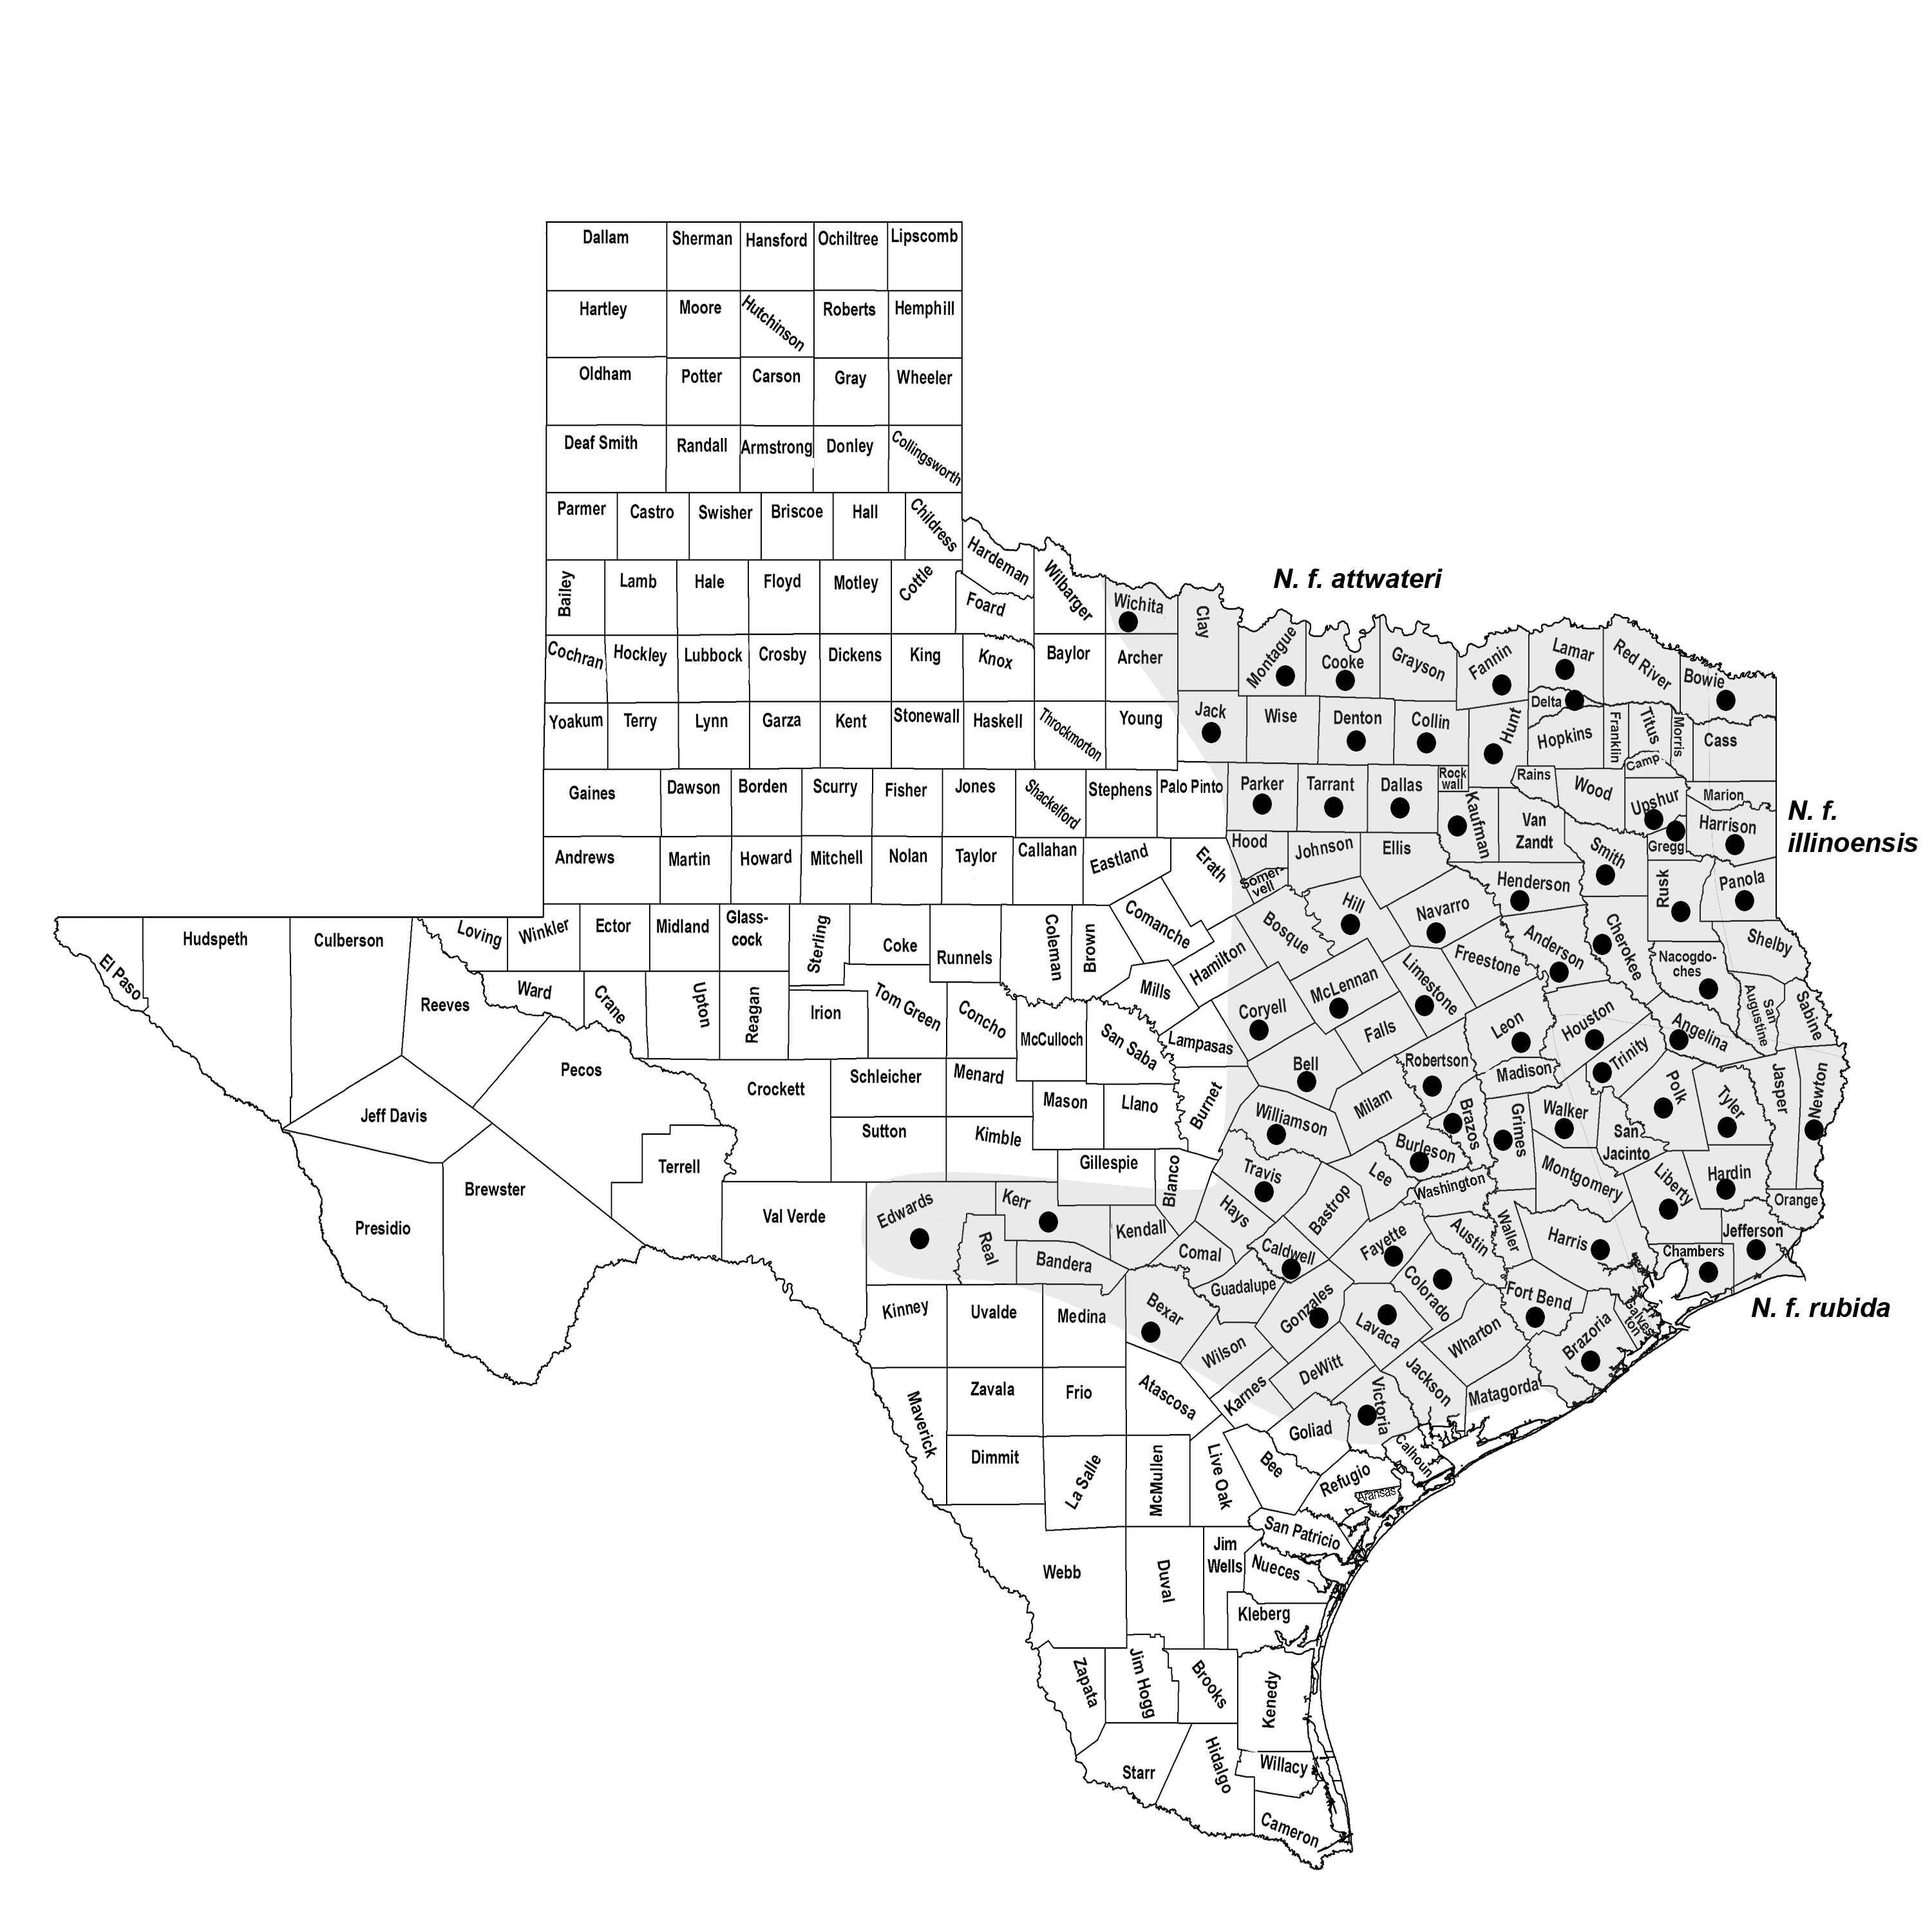 Dallam
Sherman
Hansford
Ochiltree
Lipscomb
Hartley
Moore
Hutchinson
Roberts
Hemphill
Oldham
Potter
Carson
Gray
Wheeler
Deaf Smith
Randall
Armstrong
Donley
Collingsworth
Parmer
Castro
Swisher
Briscoe
Hall
Childress
Hardeman
Bailey
Lamb
Hale
Floyd
Motley
Cottle
Foard
Wilbarger
Wichita
Clay
N. f. attwateri
Montague
Cooke
Grayson
Fannin
Lamar
Red River
Bowie
Cochran
Hockley
Lubbock
Crosby
Dickens
King
Knox
Baylor
Archer
Delta
Yoakum
Terry
Lynn
Garza
Kent
Stonewall
Haskell
Throckmorton
Young
Jack
Wise
Denton
Collin
Hunt
Hopkins
Franklin
Titus
Morris
Cass
Camp
Gaines
Dawson
Borden
Scurry
Fisher
Jones
Shackelford
Stephens
Palo Pinto
Parker
Tarrant
Dallas
Rock
wall
Kaufman
Rains
Wood
Upshur
Marion
Harrison
N. f.
illinoensis
Van
Zandt
Gregg
Smith
Andrews
Martin
Howard
Mitchell
Nolan
Taylor
Callahan
Eastland
Erath
Hood
Somer-
vell
Johnson
Ellis
Henderson
Rusk
Panola
El Paso
Hudspeth
Culberson
Loving
Winkler
Ector
Midland
Glass-
cock
Sterling
Coke
Runnels
Coleman
Brown
Comanche
Hamilton
Bosque
Hill
Navarro
Anderson
Cherokee
Shelby
Nacogdo-
ches
Freestone
Limestone
McLennan
Mills
Reeves
Ward
Crane
Upton
Reagan
Irion
Tom Green
Concho
McCulloch
San Saba
Lampasas
Coryell
Falls
Leon
Houston
Angelina
San
Augustine
Sabine
Pecos
Jeff Davis
Crockett
Schleicher
Menard
Mason
Llano
Burnet
Bell
Milam
Robertson
Madison
Trinity
Polk
Tyler
Jasper
Newton
Williamson
Brazos
Grimes
Walker
San
Jacinto
Sutton
Kimble
Gillespie
Blanco
Travis
Burleson
Lee
Washington
Montgomery
Liberty
Hardin
Orange
Presidio
Brewster
Terrell
Val Verde
Edwards
Kerr
Real
Bandera
Kendall
Hays
Comal
Bastrop
Caldwell
Fayette
Austin
Waller
Harris
Chambers
Jefferson
N. f. rubida
Kinney
Uvalde
Medina
Bexar
Guadalupe
Gonzales
Lavaca
Colorado
Fort Bend
Galves-
ton
Brazoria
Wharton
Wilson
Maverick
Zavala
Frio
Atascosa
Karnes
DeWitt
Jackson
Matagorda
Victoria
Goliad
Calhoun
Dimmit
La Salle
McMullen
Live Oak
Bee
Refugio
Aransas
San Patricio
Webb
Duval
Jim
Wells
Nueces
Kleberg
Zapata
Jim Hogg
Brooks
Kenedy
Starr
Hidalgo
Willacy
Cameron